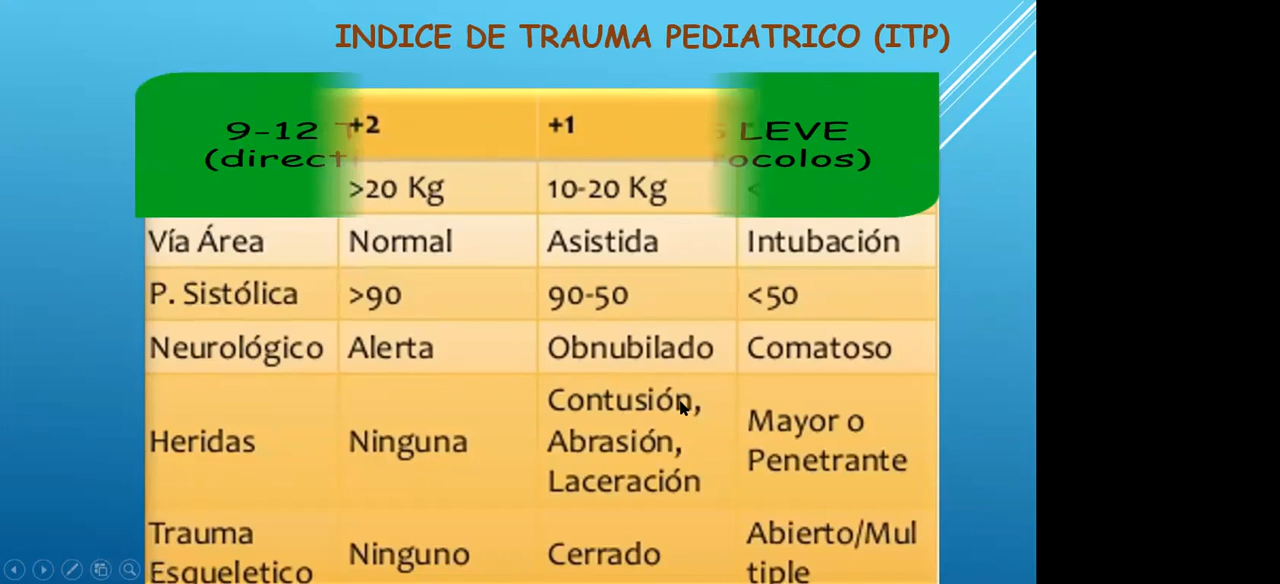 INDICE DE TRAUMA PEDIATRICO (ITP)
9-12 +2 +1 LEVE
(direct ocolos)
>20 Kg 10-20 Kg <
Vía Área Normal Asistida Intubación
P. Sistólica >90 90-50 <50
Neurológico Alerta Obnubilado Comatoso
Heridas Ninguna Contusión, Abrasión, Laceración Mayor o Penetrante
Trauma Esqueletico Ninguno Cerrado Abierto/Mul tiple